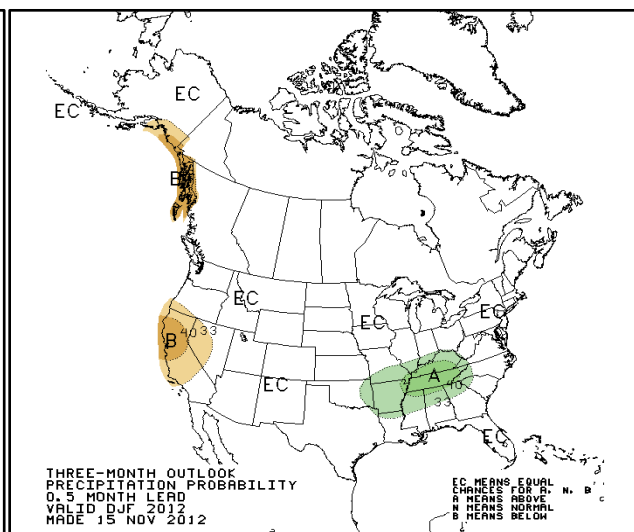 EC
EC
B
EC
EC
EC
B 40 33
EC
A
40
33
EC
THREE-MONTH OUTLOOK
PRECIPITATION PROBABILITY
0.5 MONTH LEAD
VALID DJF 2012
MADE 15 NOV 2012
EC MEANS EQUAL
CHANCES FOR A, N, B
A MEANS ABOVE
N MEANS NORMAL
B MEANS BELOW